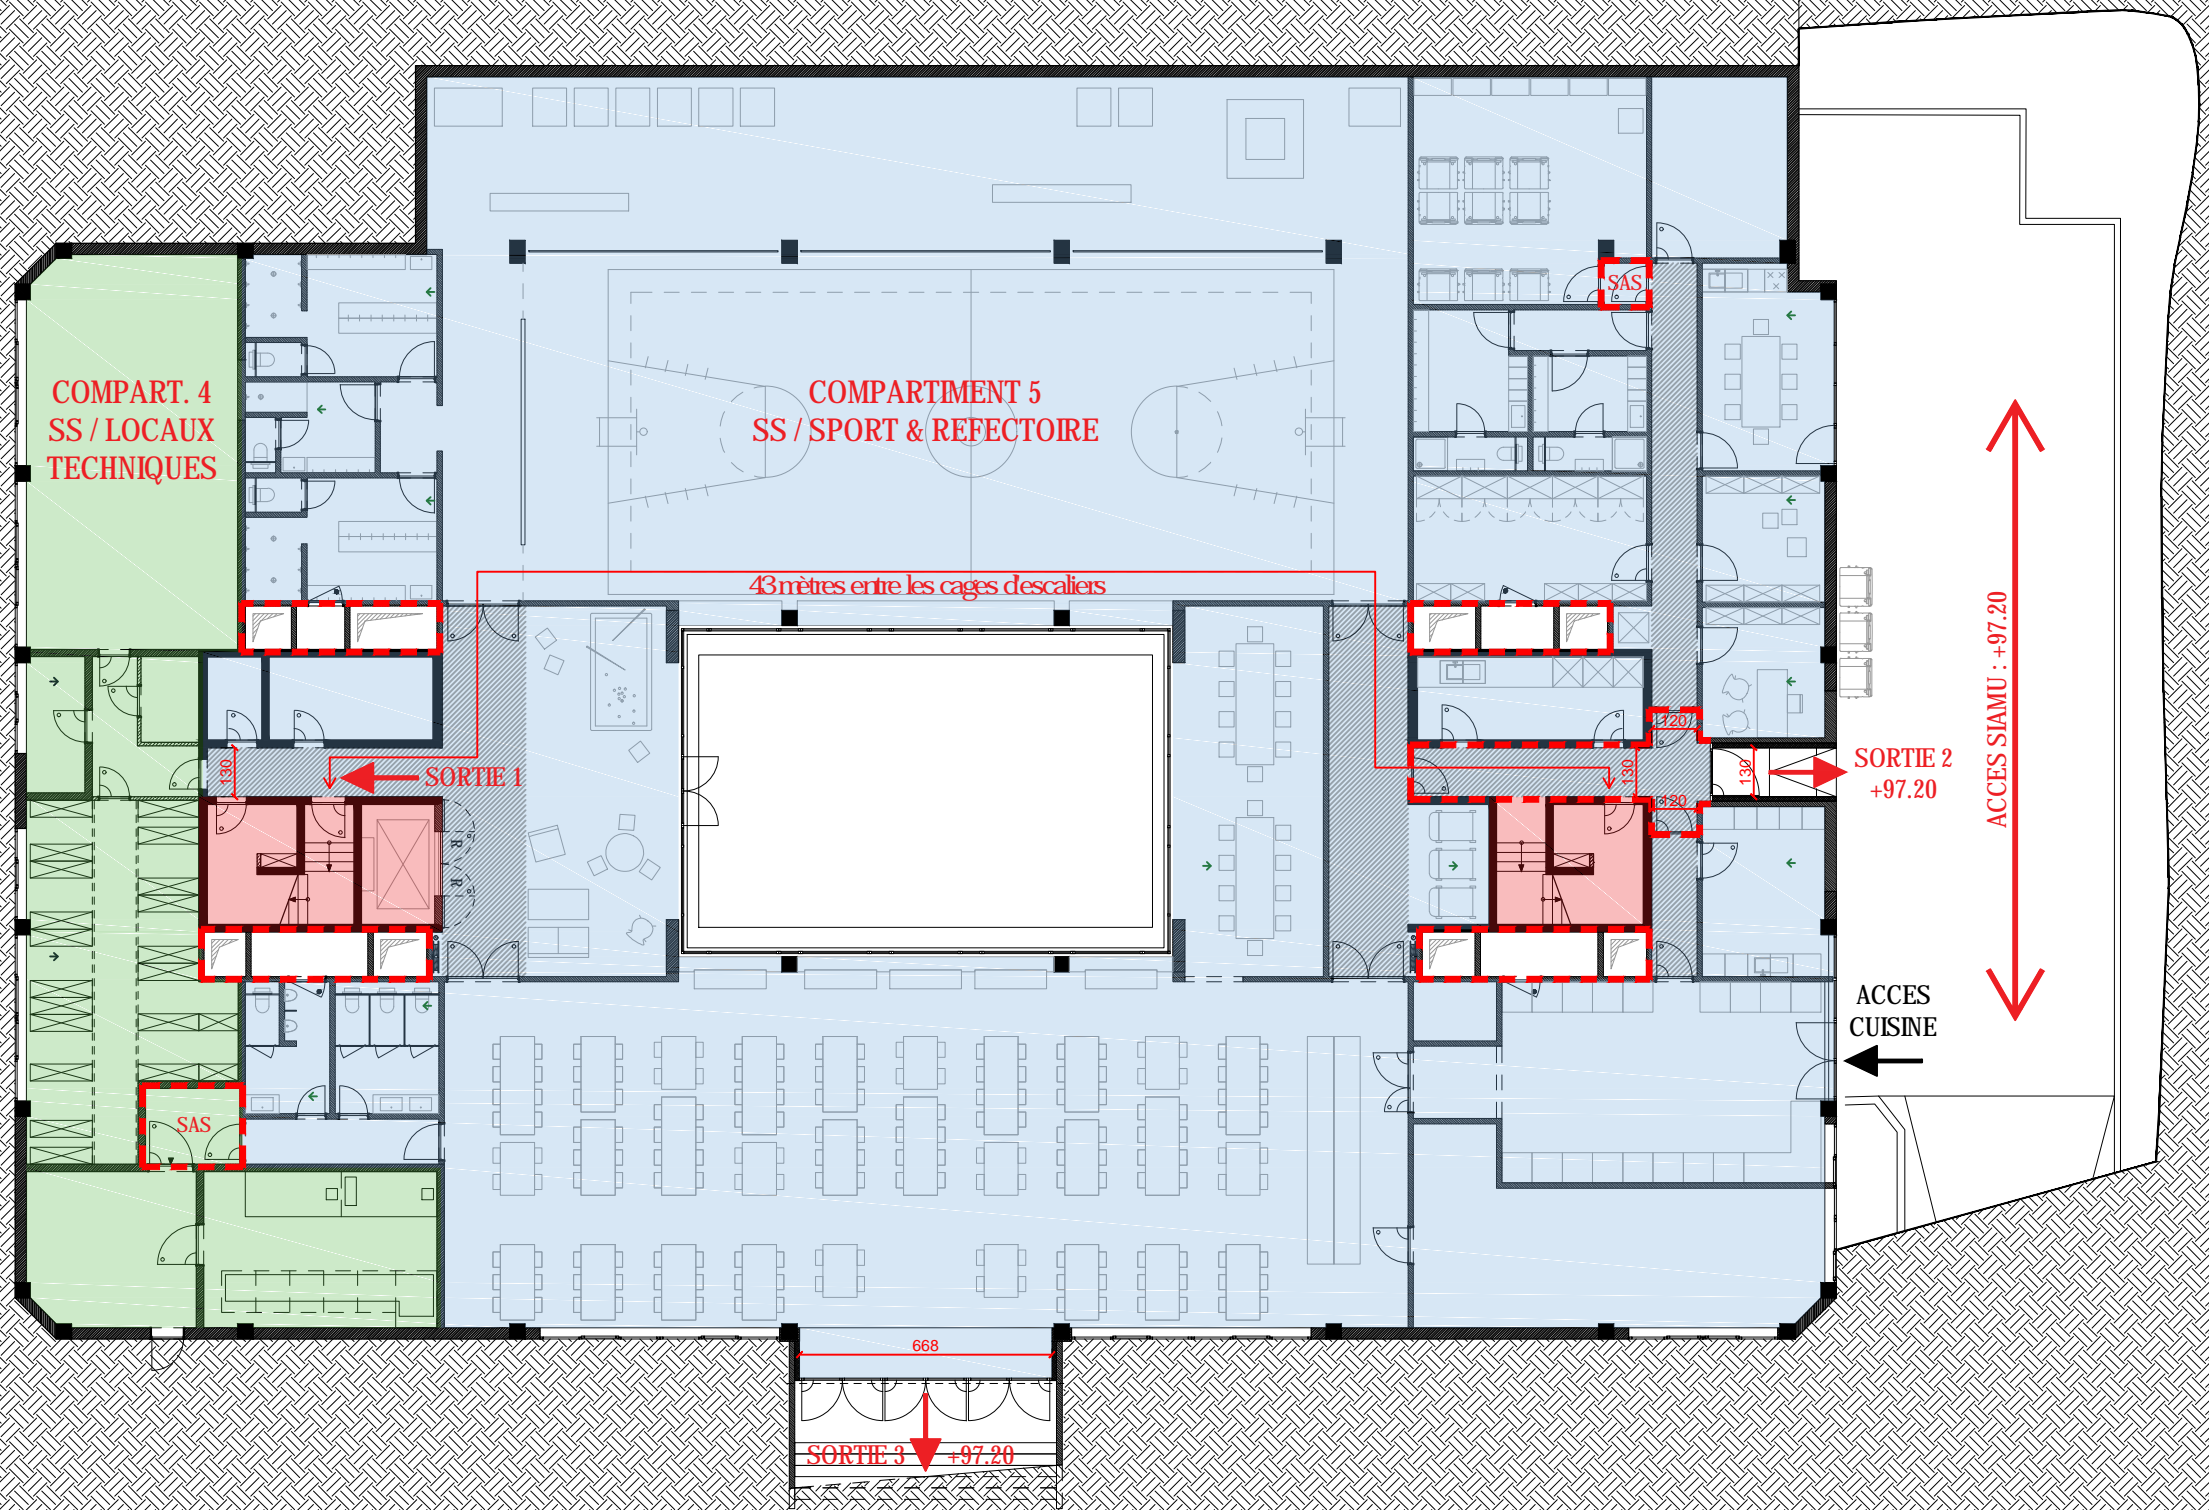 SAS
COMPART. 4
SS / LOCAUX
TECHNIQUES
COMPARTIMENT 5
SS / SPORT & REFECTOIRE
43 mètres entre les cages d'escaliers
ACCES SIAMU : +97.20
120
130
SORTIE 1
130
130
SORTIE 2
+97.20
120
R
R
ACCES
CUISINE
SAS
668
SORTIE 3
+97.20